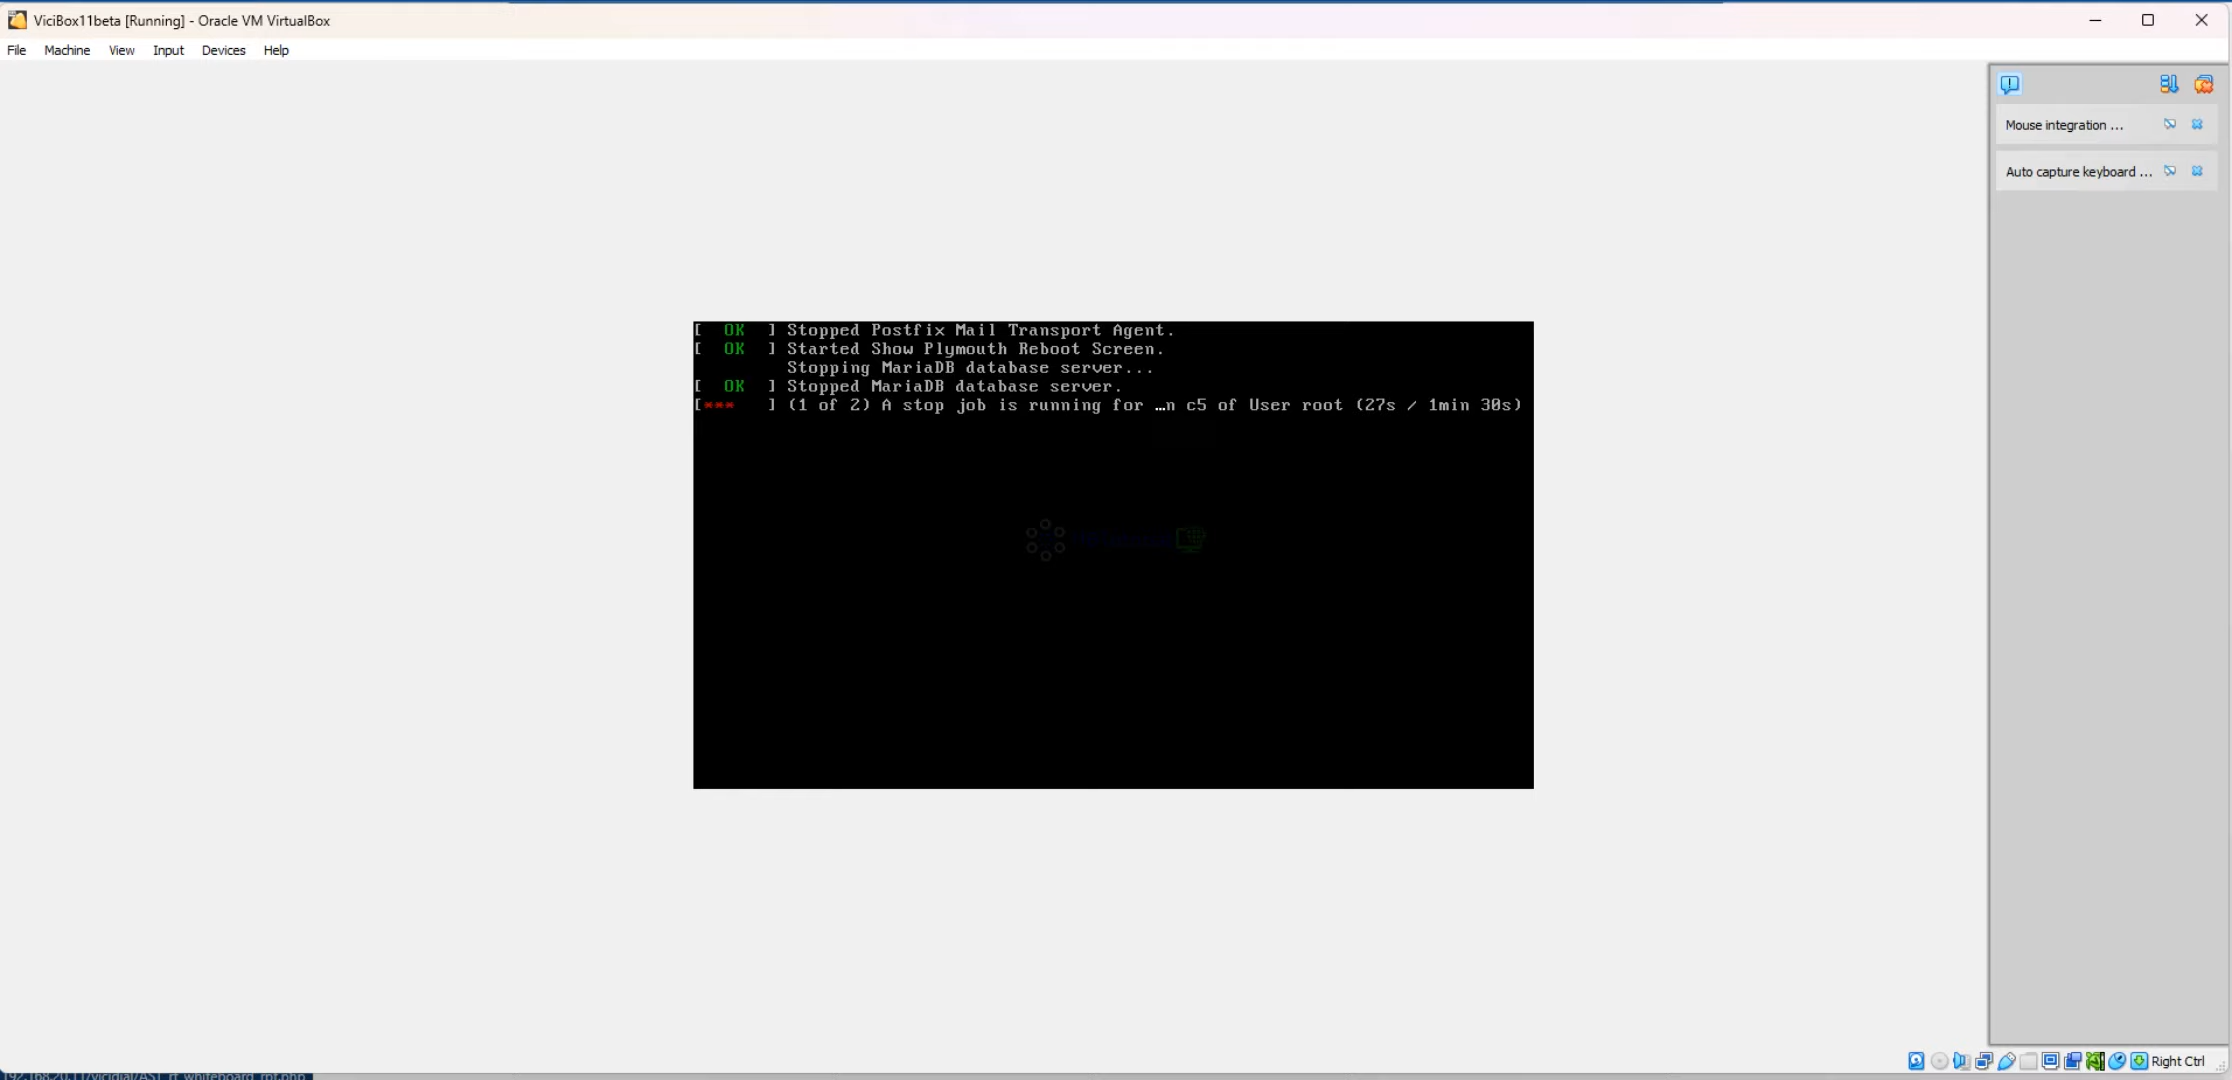 ViciBox11beta [Running] - Oracle VM VirtualBox
File Machine View Input Devices Help
Mouse integration ...
Auto capture keyboard ...
[  OK  ] Stopped Postfix Mail Transport Agent.
[  OK  ] Started Show Plymouth Reboot Screen.
Stopping MariaDB database server...
[  OK  ] Stopped MariaDB database server.
[***   ] (1 of 2) A stop job is running for …n c5 of User root (27s / 1min 30s)
Right Ctrl